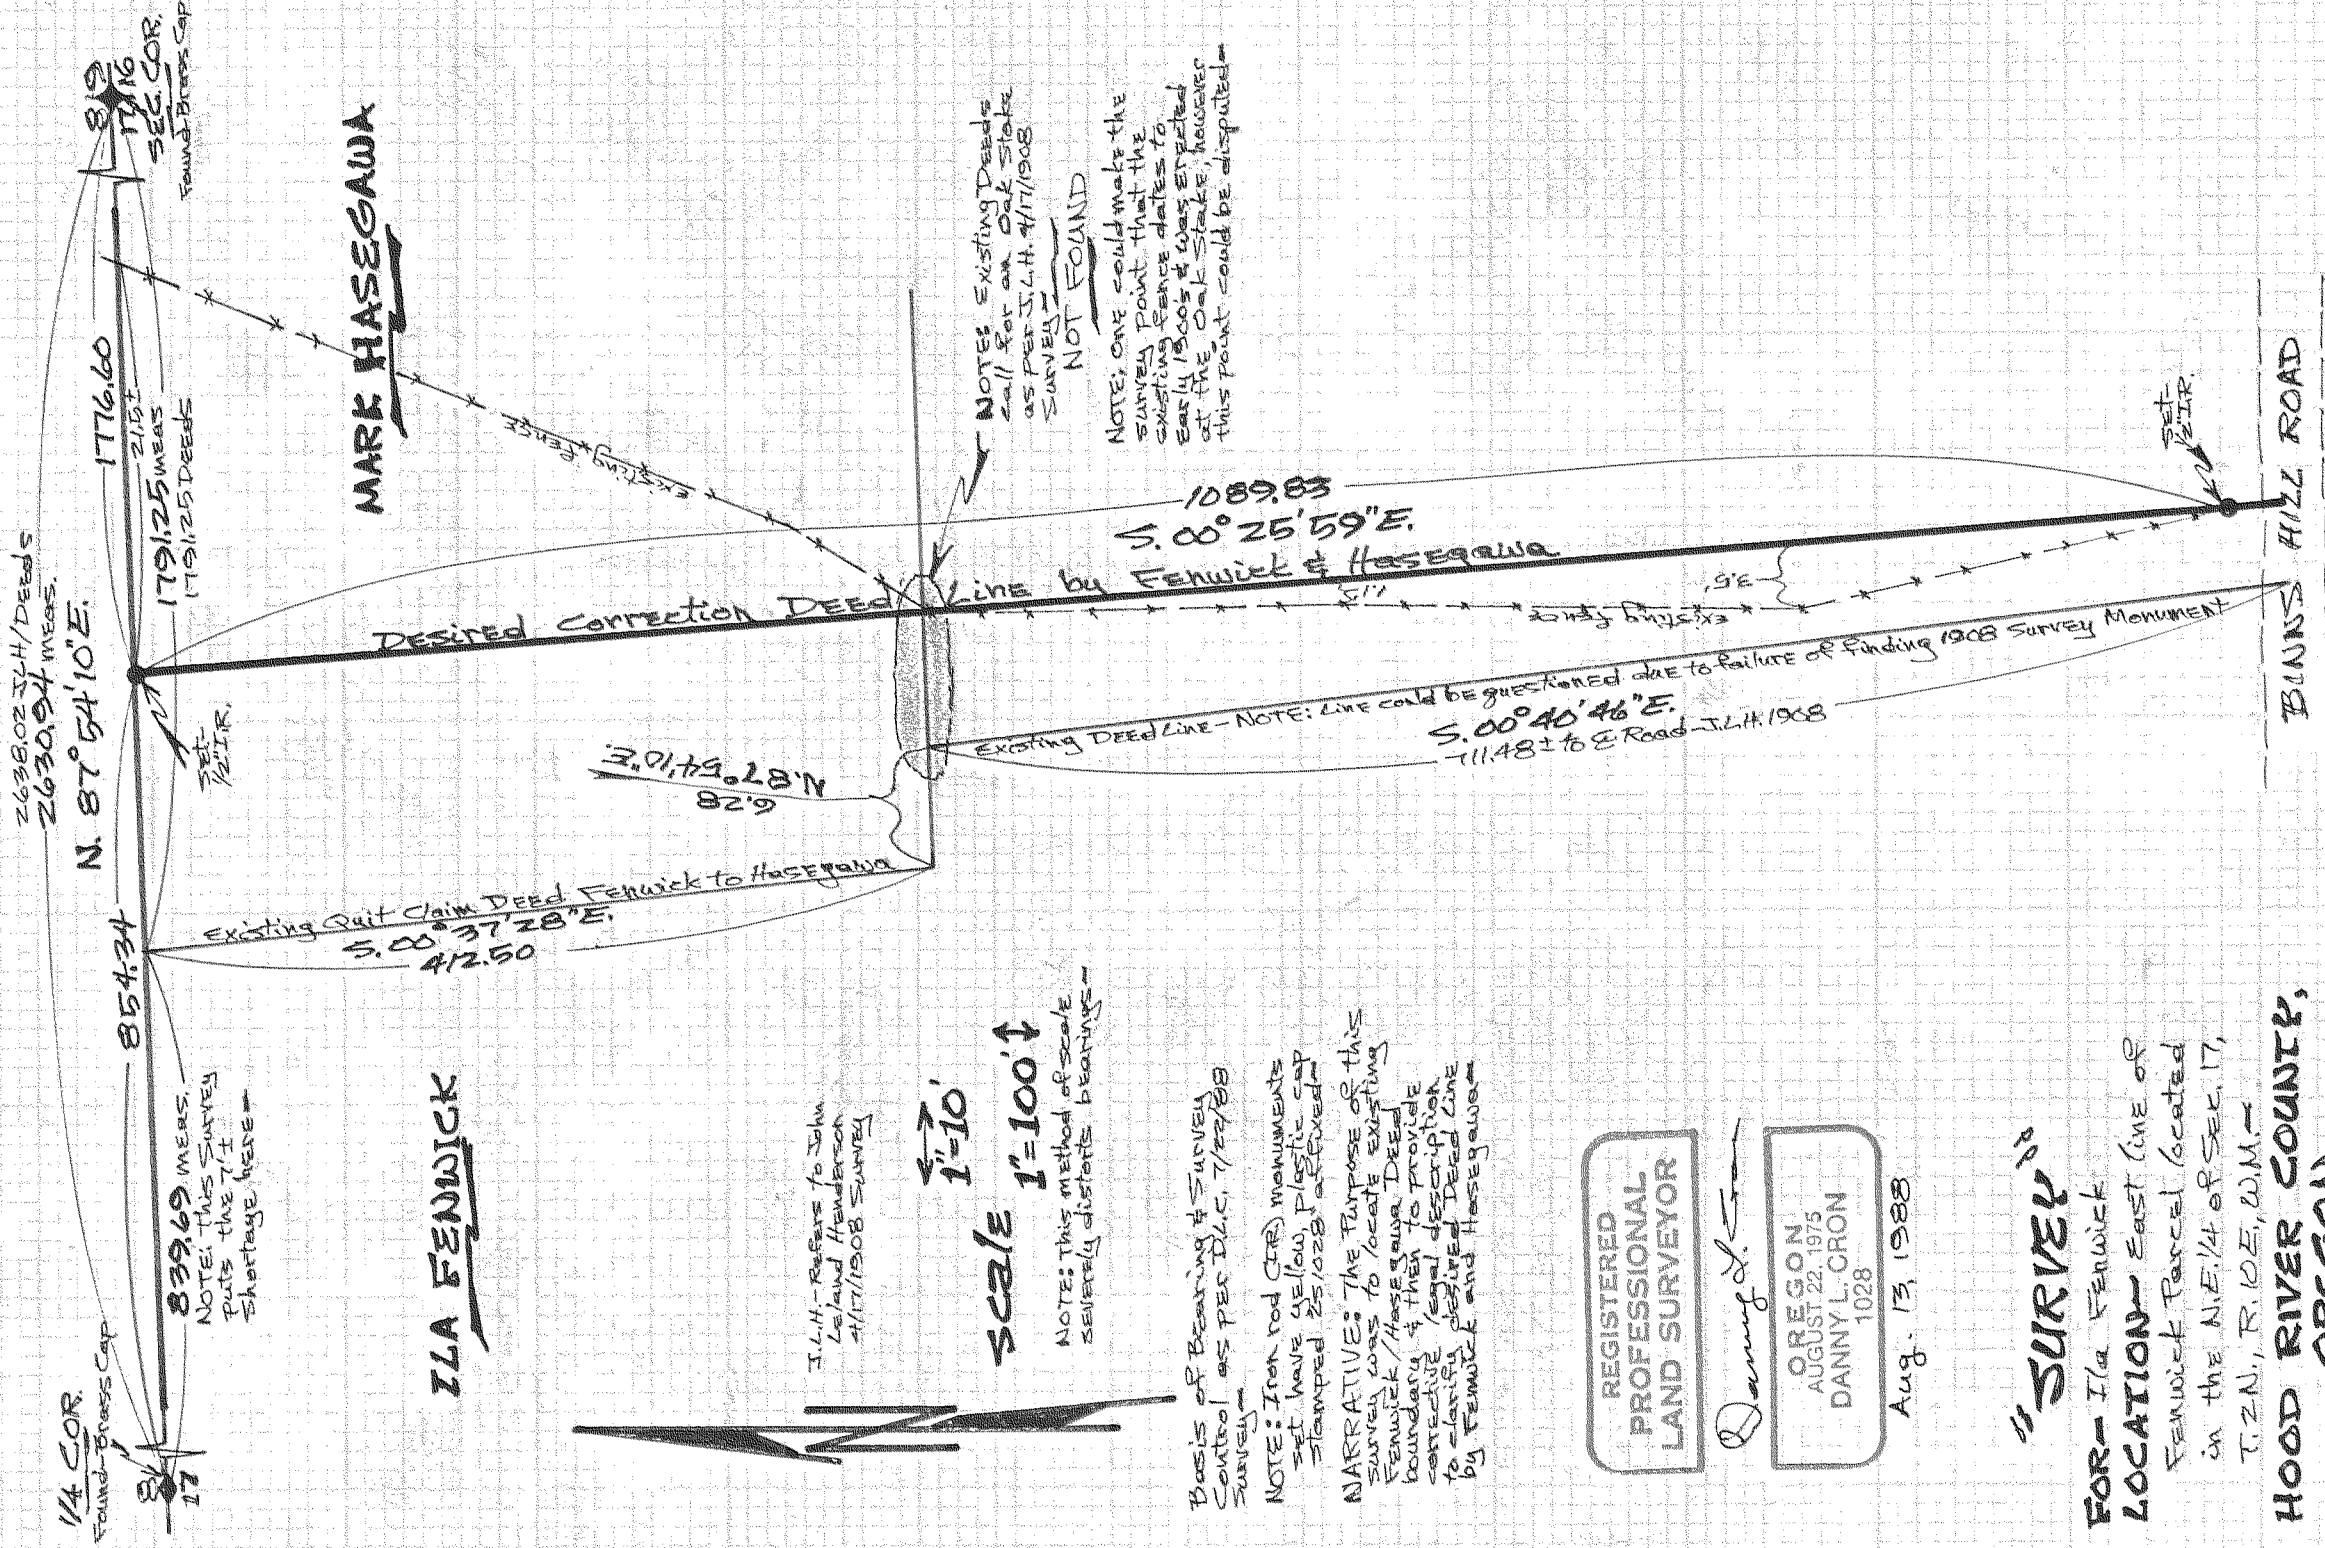 1/4 COR.
Found-Brass Cap
8
17
2638.02 J.L.H/Deeds
2630.94 meas.
N. 87° 54' 10" E.
854.34
1776.60
21.5±
1791.25 meas
1791.25 Deeds
8 9
17 16
SEC. COR.
Found-Brass Cap
839.69 meas.
NOTE: This Survey
Puts the 7'±
Shortage here-
SET-
1/2" I.R.
ILA FENWICK
MARK HASEGAWA
existing fence
Existing Quit Claim Deed Fenwick to Hasegawa
S. 00° 37' 28" E.
412.50
N. 87° 54' 10" E.
6.28
DESIRED Correction DEED Line by Fenwick & Hasegawa
1089.83
S. 00° 25' 59" E.
NOTE: Existing Deeds
call for an Oak Stake
as per J.L.H. 4/17/1908
Survey-
NOT FOUND
NOTE: One could make the
survey point that the
existing fence dates to
early 1900's & was erected
at the Oak Stake, however
this point could be disputed-
1.1'
3.5'
existing fence
Existing DEED Line-NOTE: Line could be questioned due to failure of finding 1908 Survey Monument
S. 00° 40' 46" E.
711.48± to ℄ Road-J.L.H. 1908
SET-
1/2" I.R.
BINNS HILL ROAD
J.L.H.-Refers to John
Leland Henderson
4/17/1908 Survey
Scale
1"=10'
1"=100'
NOTE: This method of scale
severely distorts bearings-
Basis of Bearing & Survey
Control as per D.L.C. 7/22/88
Survey-
NOTE: Iron rod (I.R.) monuments
set have yellow plastic cap
stamped LS1028 affixed-
NARRATIVE: The Purpose of this
survey was to locate existing
Fenwick/Hasegawa Deed
boundary & then to provide
corrective legal description
to clarify desired Deed Line
by Fenwick and Hasegawa-
REGISTERED
PROFESSIONAL
LAND SURVEYOR
Danny L. Cron
OREGON
AUGUST 22, 1975
DANNY L. CRON
1028
Aug. 13, 1988
"SURVEY"
FOR- Ila Fenwick
LOCATION- East line of
Fenwick Parcel located
in the N.E.1/4 of Sec. 17,
T. 2N., R. 10E., W.M.-
HOOD RIVER COUNTY,
OREGON